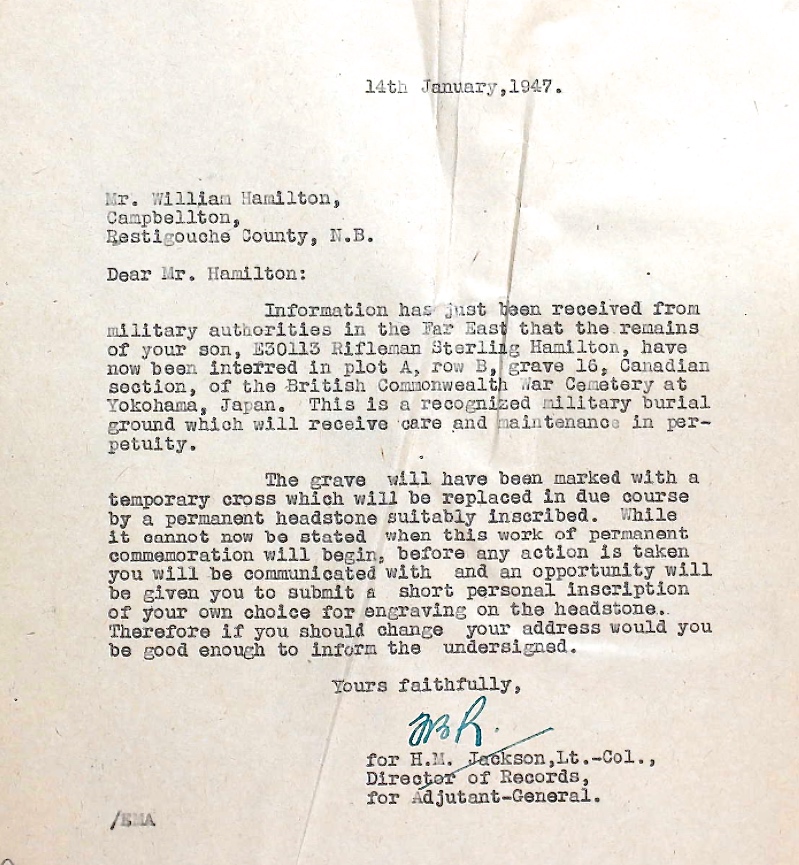 14th January,1947.
Mr. William Hamilton,
Campbellton,
Restigouche County, N.B.
Dear Mr. Hamilton:
Information has just been received from
military authorities in the Far East that the remains
of your son, E30113 Rifleman Sterling Hamilton, have
now been interred in plot A, row B, grave 16, Canadian
section, of the British Commonwealth War Cemetery at
Yokohama, Japan. This is a recognized military burial
ground which will receive care and maintenance in per-
petuity.
The grave will have been marked with a
temporary cross which will be replaced in due course
by a permanent headstone suitably inscribed. While
it cannot now be stated when this work of permanent
commemoration will begin, before any action is taken
you will be communicated with and an opportunity will
be given you to submit a short personal inscription
of your own choice for engraving on the headstone.
Therefore if you should change your address would you
be good enough to inform the undersigned.
Yours faithfully,
for H.M. Jackson,Lt.-Col.,
Director of Records,
for Adjutant-General.